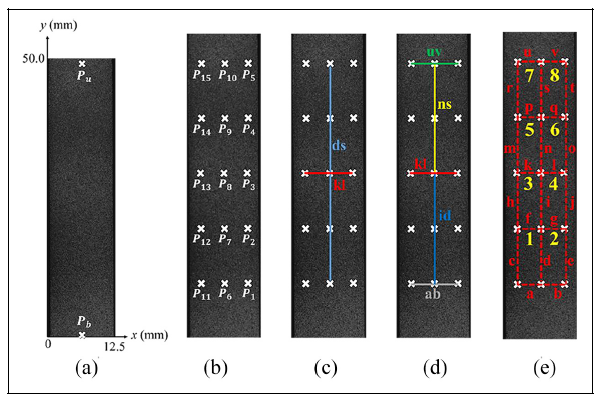 y (mm)
50.0
P_u
P_b
0
12.5
x (mm)
(a)
P_15 P_10 P_5
P_14 P_9 P_4
P_13 P_8 P_3
P_12 P_7 P_2
P_11 P_6 P_1
(b)
ds
kl
(c)
uv
ns
kl
id
ab
(d)
u v
7 8
r s t
p q
5 6
m n o
k l
3 4
h i j
f g
1 2
c d e
a b
(e)